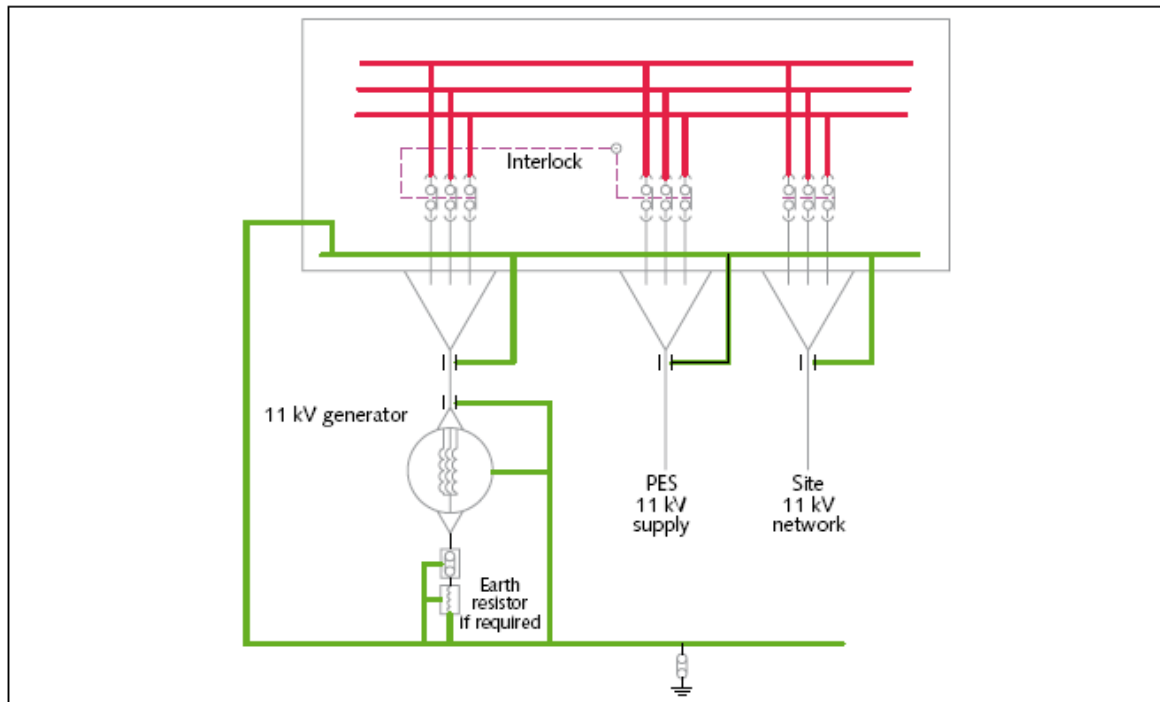 Interlock
11 kV generator
PES
11 kV
supply
Site
11 kV
network
Earth
resistor
if required